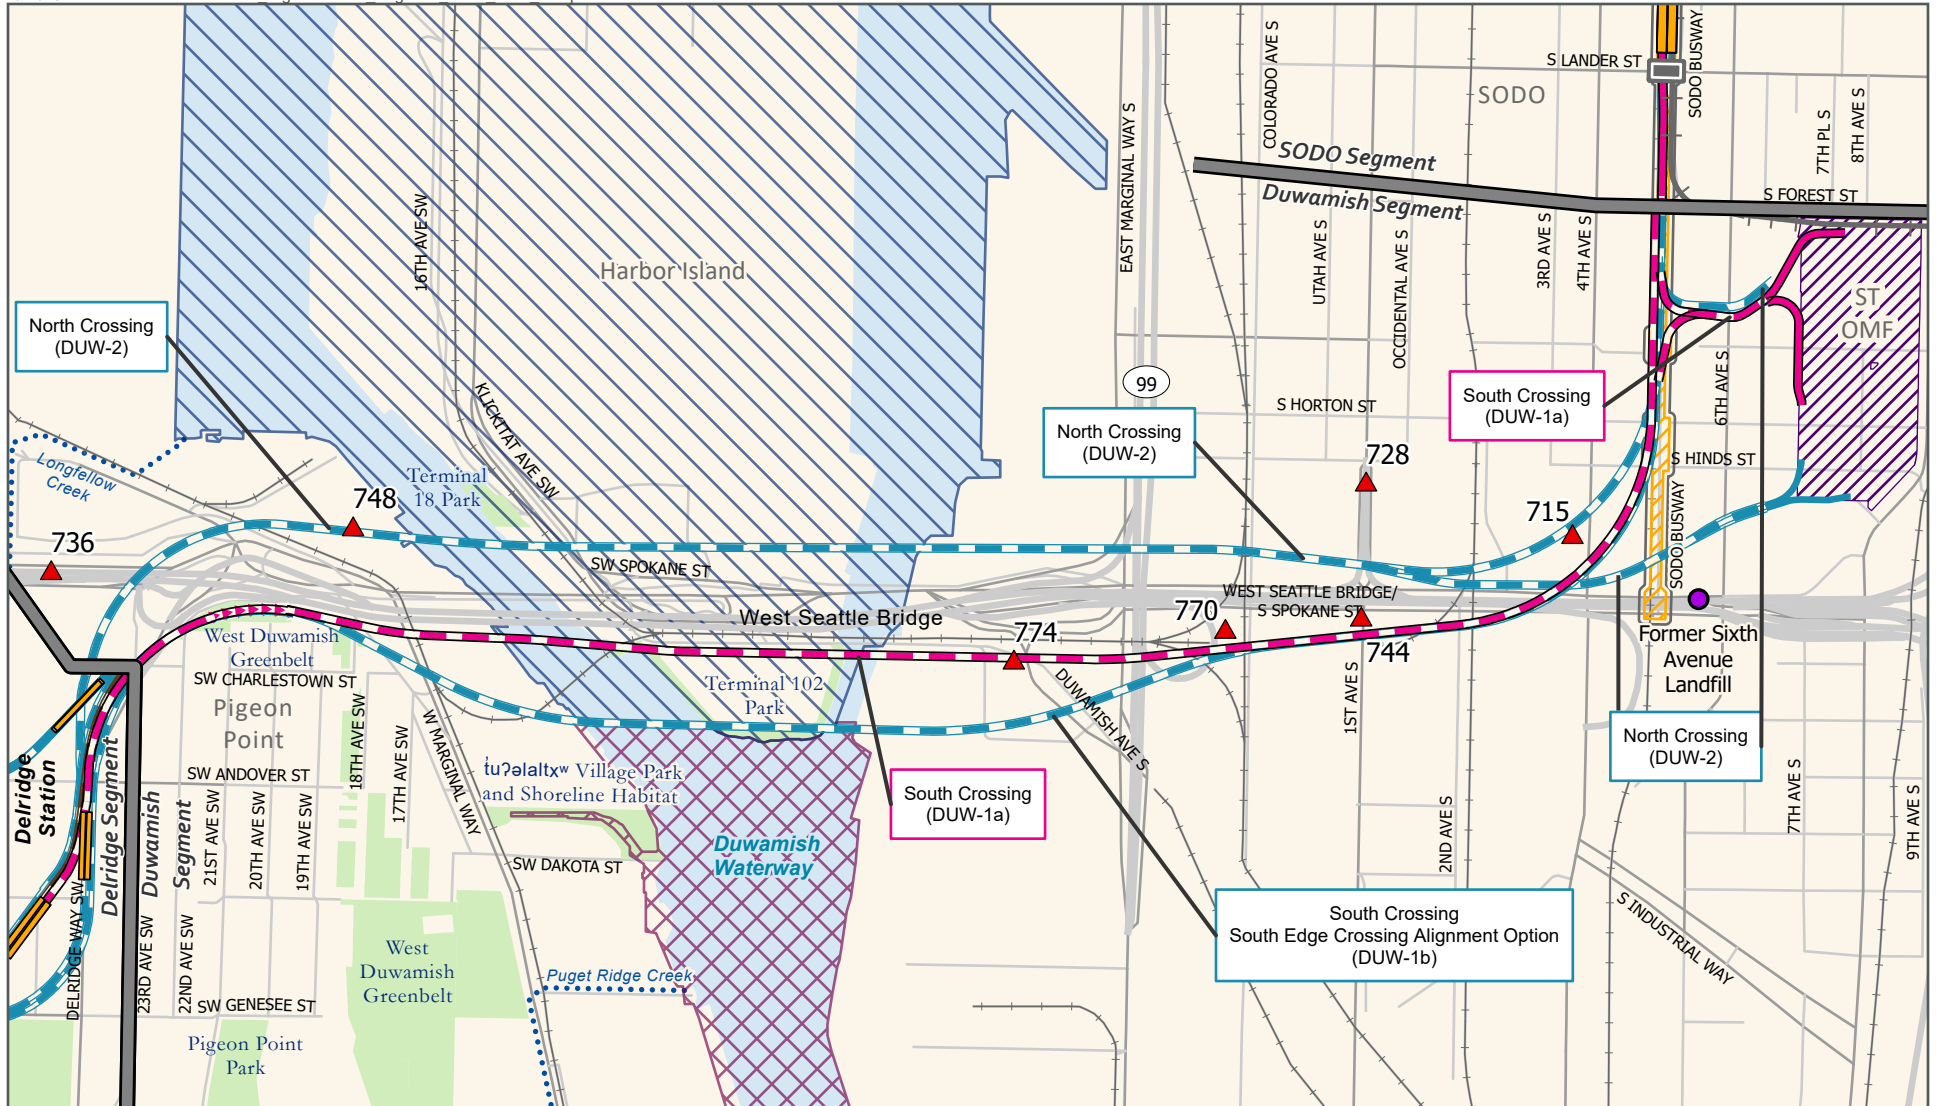 S LANDER ST
SODO BUSWAY
SODO
COLORADO AVE S
EAST MARGINAL WAY S
7TH PL S
8TH AVE S
SODO Segment
Duwamish Segment
S FOREST ST
16TH AVE SW
Harbor Island
UTAH AVE S
OCCIDENTAL AVE S
3RD AVE S
4TH AVE S
ST
OMF
North Crossing
(DUW-2)
99
South Crossing
(DUW-1a)
6TH AVE S
KLICKITAT AVE SW
S HORTON ST
North Crossing
(DUW-2)
728
S HINDS ST
Longfellow
Creek
Terminal
18 Park
748
736
715
SODO BUSWAY
SW SPOKANE ST
West Seattle Bridge
WEST SEATTLE BRIDGE/
S SPOKANE ST
770
774
744
Former Sixth
Avenue
Landfill
West Duwamish
Greenbelt
SW CHARLESTOWN ST
Pigeon
Point
Terminal 102
Park
DUWAMISH AVE S
1ST AVE S
North Crossing
(DUW-2)
18TH AVE SW
17TH AVE SW
W MARGINAL WAY
Delridge
Station
Delridge Segment
Duwamish
Segment
SW ANDOVER ST
21ST AVE SW
20TH AVE SW
19TH AVE SW
t̓uʔəlaltxʷ Village Park
and Shoreline Habitat
South Crossing
(DUW-1a)
Duwamish
Waterway
SW DAKOTA ST
2ND AVE S
7TH AVE S
9TH AVE S
South Crossing
South Edge Crossing Alignment Option
(DUW-1b)
S INDUSTRIAL WAY
DELRIDGE WAY SW
23RD AVE SW
22ND AVE SW
West
Duwamish
Greenbelt
Puget Ridge Creek
SW GENESEE ST
Pigeon Point
Park